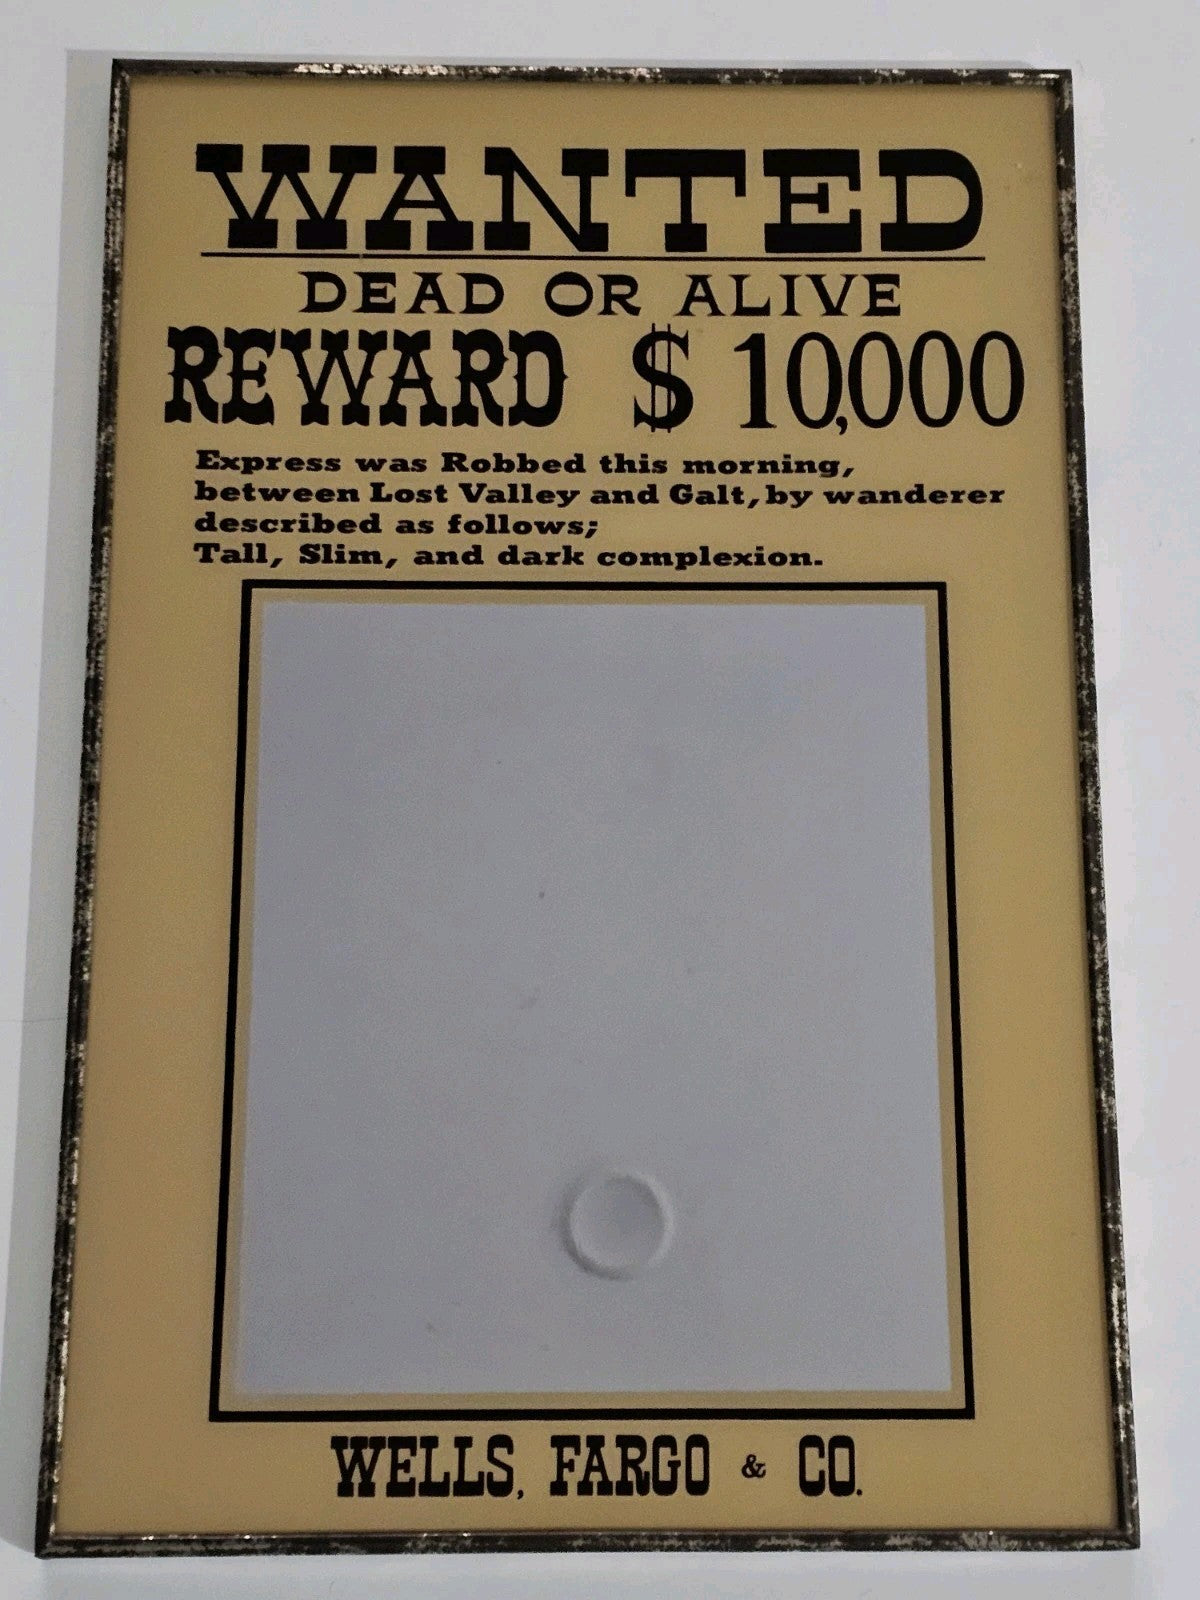 WANTED
DEAD OR ALIVE
REWARD $10,000
Express was Robbed this morning,
between Lost Valley and Galt, by wanderer
described as follows;
Tall, Slim, and dark complexion.
WELLS, FARGO & CO.